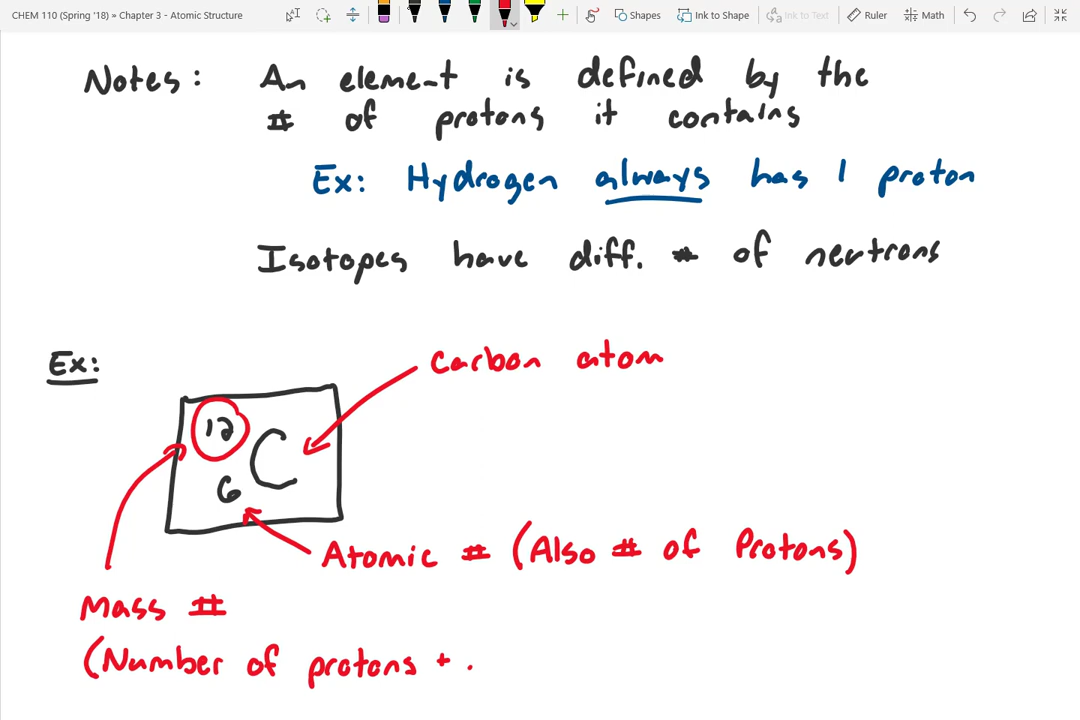 CHEM 110 (Spring '18) » Chapter 3 - Atomic Structure
Shapes
Ink to Shape
Ink to Text
Ruler
Math
Notes: An element is defined by the
# of protons it contains
Ex: Hydrogen always has 1 proton
Isotopes have diff. # of neutrons
Ex:
Carbon atom
12
C
6
Atomic # (Also # of Protons)
Mass #
(Number of protons + .